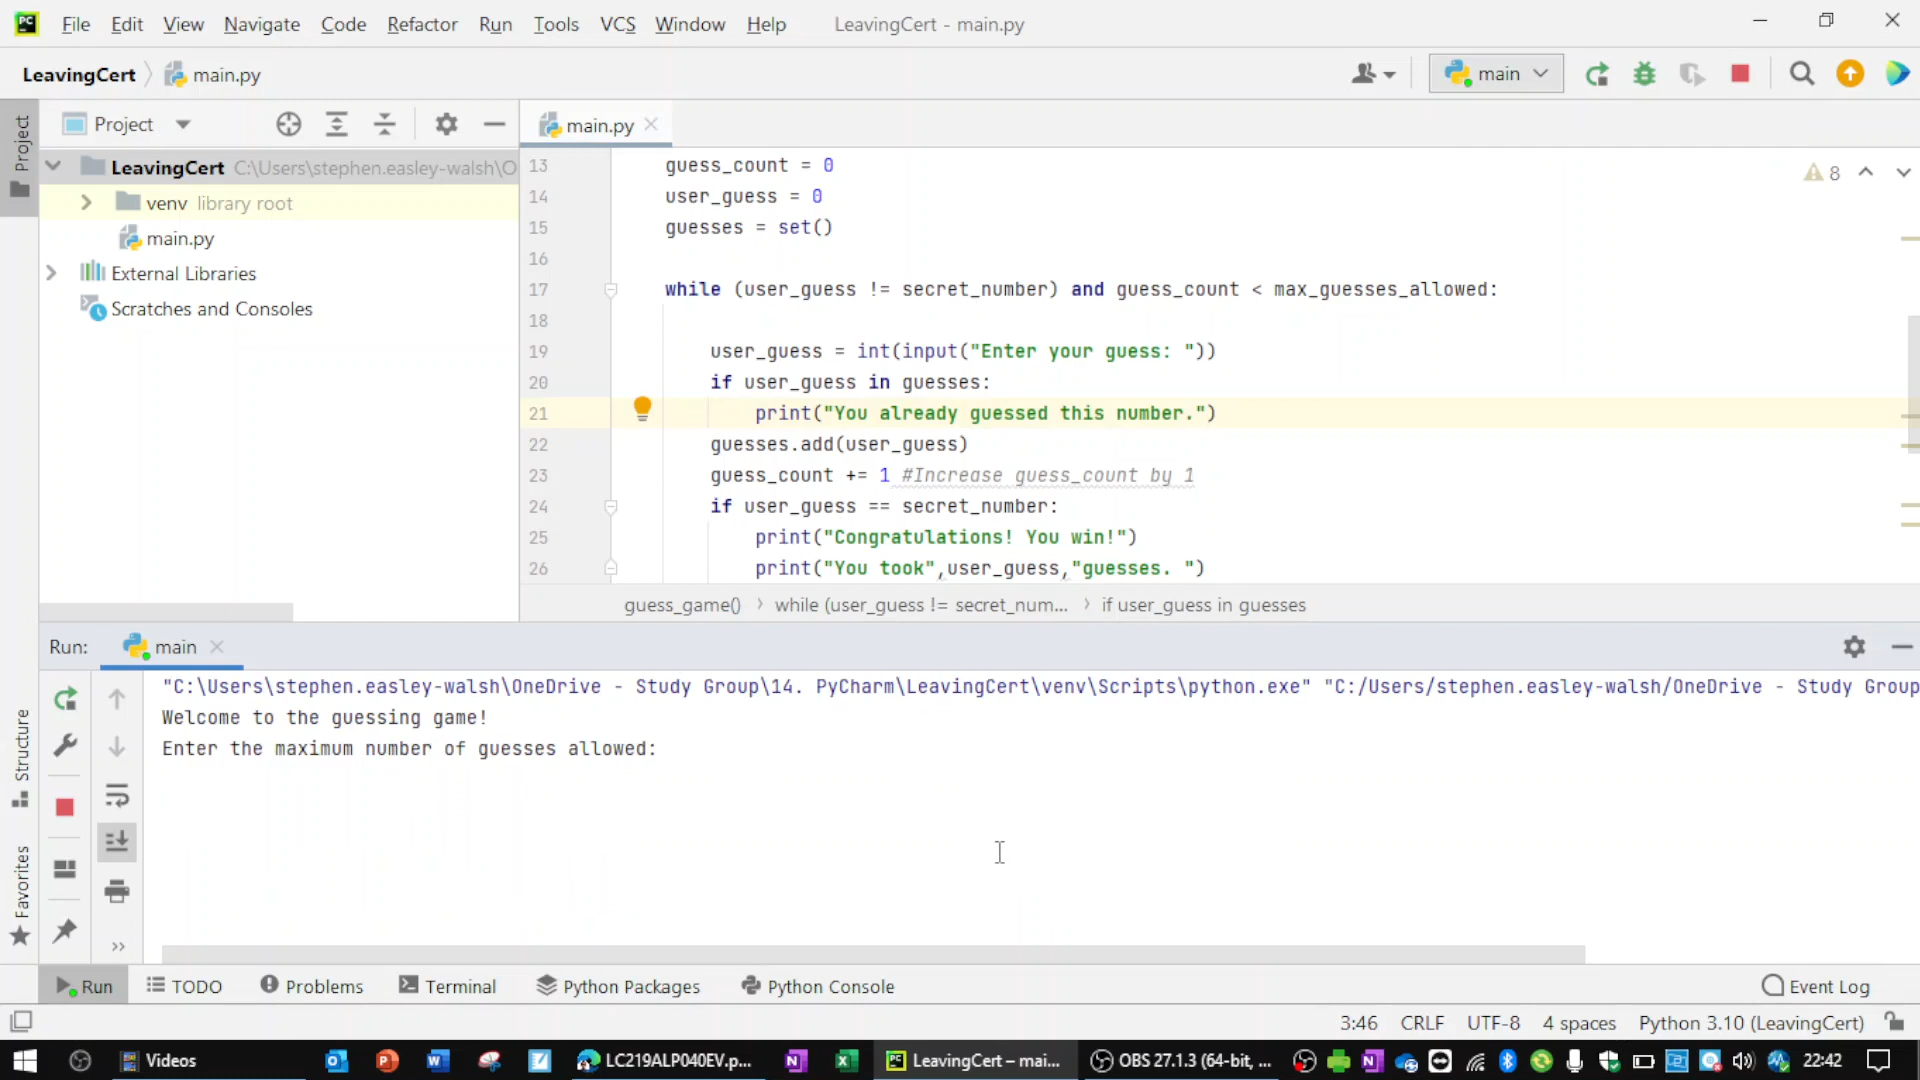 File Edit View Navigate Code Refactor Run Tools VCS Window Help LeavingCert - main.py
LeavingCert main.py main
Project
Project main.py
LeavingCert C:\Users\stephen.easley-walsh\O
venv library root
main.py
External Libraries
Scratches and Consoles
8
13 guess_count = 0
14 user_guess = 0
15 guesses = set()
16
17 while (user_guess != secret_number) and guess_count < max_guesses_allowed:
18
19 user_guess = int(input("Enter your guess: "))
20 if user_guess in guesses:
21 print("You already guessed this number.")
22 guesses.add(user_guess)
23 guess_count += 1 #Increase guess_count by 1
24 if user_guess == secret_number:
25 print("Congratulations! You win!")
26 print("You took",user_guess,"guesses. ")
guess_game() › while (user_guess != secret_num... › if user_guess in guesses
Run: main
"C:\Users\stephen.easley-walsh\OneDrive - Study Group\14. PyCharm\LeavingCert\venv\Scripts\python.exe" "C:/Users/stephen.easley-walsh/OneDrive - Study Group
Welcome to the guessing game!
Enter the maximum number of guesses allowed:
Structure
Favorites
Run TODO Problems Terminal Python Packages Python Console Event Log
3:46 CRLF UTF-8 4 spaces Python 3.10 (LeavingCert)
Videos LC219ALP040EV.p... LeavingCert – mai... OBS 27.1.3 (64-bit, ... 22:42